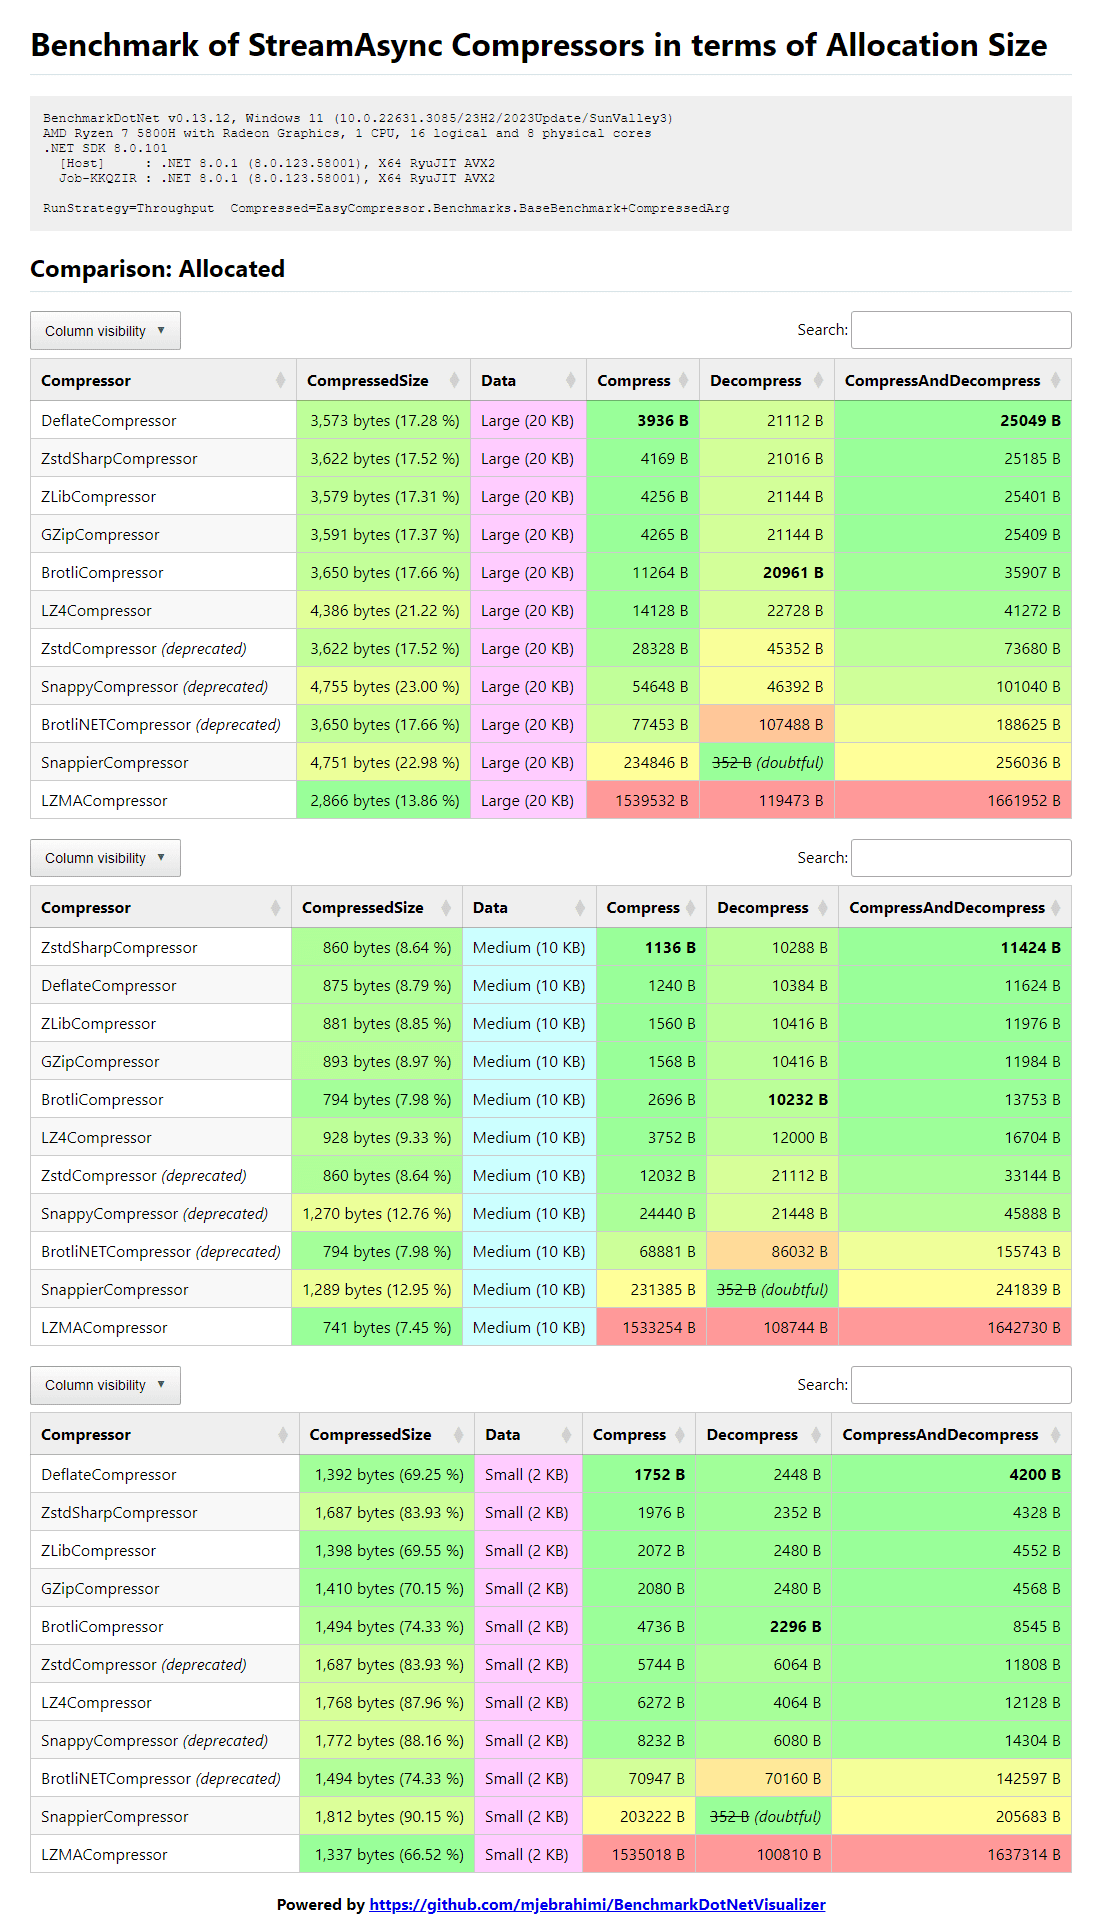 Benchmark of StreamAsync Compressors in terms of Allocation Size
BenchmarkDotNet v0.13.12, Windows 11 (10.0.22631.3085/23H2/2023Update/SunValley3)
AMD Ryzen 7 5800H with Radeon Graphics, 1 CPU, 16 logical and 8 physical cores
.NET SDK 8.0.101
[Host]     : .NET 8.0.1 (8.0.123.58001), X64 RyuJIT AVX2
Job-KKQZIR : .NET 8.0.1 (8.0.123.58001), X64 RyuJIT AVX2
RunStrategy=Throughput  Compressed=EasyCompressor.Benchmarks.BaseBenchmark+CompressedArg
Comparison: Allocated
Column visibility ▼ Search:
Compressor CompressedSize Data Compress Decompress CompressAndDecompress
DeflateCompressor 3,573 bytes (17.28 %) Large (20 KB) 3936 B 21112 B 25049 B
ZstdSharpCompressor 3,622 bytes (17.52 %) Large (20 KB) 4169 B 21016 B 25185 B
ZLibCompressor 3,579 bytes (17.31 %) Large (20 KB) 4256 B 21144 B 25401 B
GZipCompressor 3,591 bytes (17.37 %) Large (20 KB) 4265 B 21144 B 25409 B
BrotliCompressor 3,650 bytes (17.66 %) Large (20 KB) 11264 B 20961 B 35907 B
LZ4Compressor 4,386 bytes (21.22 %) Large (20 KB) 14128 B 22728 B 41272 B
ZstdCompressor (deprecated) 3,622 bytes (17.52 %) Large (20 KB) 28328 B 45352 B 73680 B
SnappyCompressor (deprecated) 4,755 bytes (23.00 %) Large (20 KB) 54648 B 46392 B 101040 B
BrotliNETCompressor (deprecated) 3,650 bytes (17.66 %) Large (20 KB) 77453 B 107488 B 188625 B
SnappierCompressor 4,751 bytes (22.98 %) Large (20 KB) 234846 B 352 B (doubtful) 256036 B
LZMACompressor 2,866 bytes (13.86 %) Large (20 KB) 1539532 B 119473 B 1661952 B
Column visibility ▼ Search:
Compressor CompressedSize Data Compress Decompress CompressAndDecompress
ZstdSharpCompressor 860 bytes (8.64 %) Medium (10 KB) 1136 B 10288 B 11424 B
DeflateCompressor 875 bytes (8.79 %) Medium (10 KB) 1240 B 10384 B 11624 B
ZLibCompressor 881 bytes (8.85 %) Medium (10 KB) 1560 B 10416 B 11976 B
GZipCompressor 893 bytes (8.97 %) Medium (10 KB) 1568 B 10416 B 11984 B
BrotliCompressor 794 bytes (7.98 %) Medium (10 KB) 2696 B 10232 B 13753 B
LZ4Compressor 928 bytes (9.33 %) Medium (10 KB) 3752 B 12000 B 16704 B
ZstdCompressor (deprecated) 860 bytes (8.64 %) Medium (10 KB) 12032 B 21112 B 33144 B
SnappyCompressor (deprecated) 1,270 bytes (12.76 %) Medium (10 KB) 24440 B 21448 B 45888 B
BrotliNETCompressor (deprecated) 794 bytes (7.98 %) Medium (10 KB) 68881 B 86032 B 155743 B
SnappierCompressor 1,289 bytes (12.95 %) Medium (10 KB) 231385 B 352 B (doubtful) 241839 B
LZMACompressor 741 bytes (7.45 %) Medium (10 KB) 1533254 B 108744 B 1642730 B
Column visibility ▼ Search:
Compressor CompressedSize Data Compress Decompress CompressAndDecompress
DeflateCompressor 1,392 bytes (69.25 %) Small (2 KB) 1752 B 2448 B 4200 B
ZstdSharpCompressor 1,687 bytes (83.93 %) Small (2 KB) 1976 B 2352 B 4328 B
ZLibCompressor 1,398 bytes (69.55 %) Small (2 KB) 2072 B 2480 B 4552 B
GZipCompressor 1,410 bytes (70.15 %) Small (2 KB) 2080 B 2480 B 4568 B
BrotliCompressor 1,494 bytes (74.33 %) Small (2 KB) 4736 B 2296 B 8545 B
ZstdCompressor (deprecated) 1,687 bytes (83.93 %) Small (2 KB) 5744 B 6064 B 11808 B
LZ4Compressor 1,768 bytes (87.96 %) Small (2 KB) 6272 B 4064 B 12128 B
SnappyCompressor (deprecated) 1,772 bytes (88.16 %) Small (2 KB) 8232 B 6080 B 14304 B
BrotliNETCompressor (deprecated) 1,494 bytes (74.33 %) Small (2 KB) 70947 B 70160 B 142597 B
SnappierCompressor 1,812 bytes (90.15 %) Small (2 KB) 203222 B 352 B (doubtful) 205683 B
LZMACompressor 1,337 bytes (66.52 %) Small (2 KB) 1535018 B 100810 B 1637314 B
Powered by https://github.com/mjebrahimi/BenchmarkDotNetVisualizer